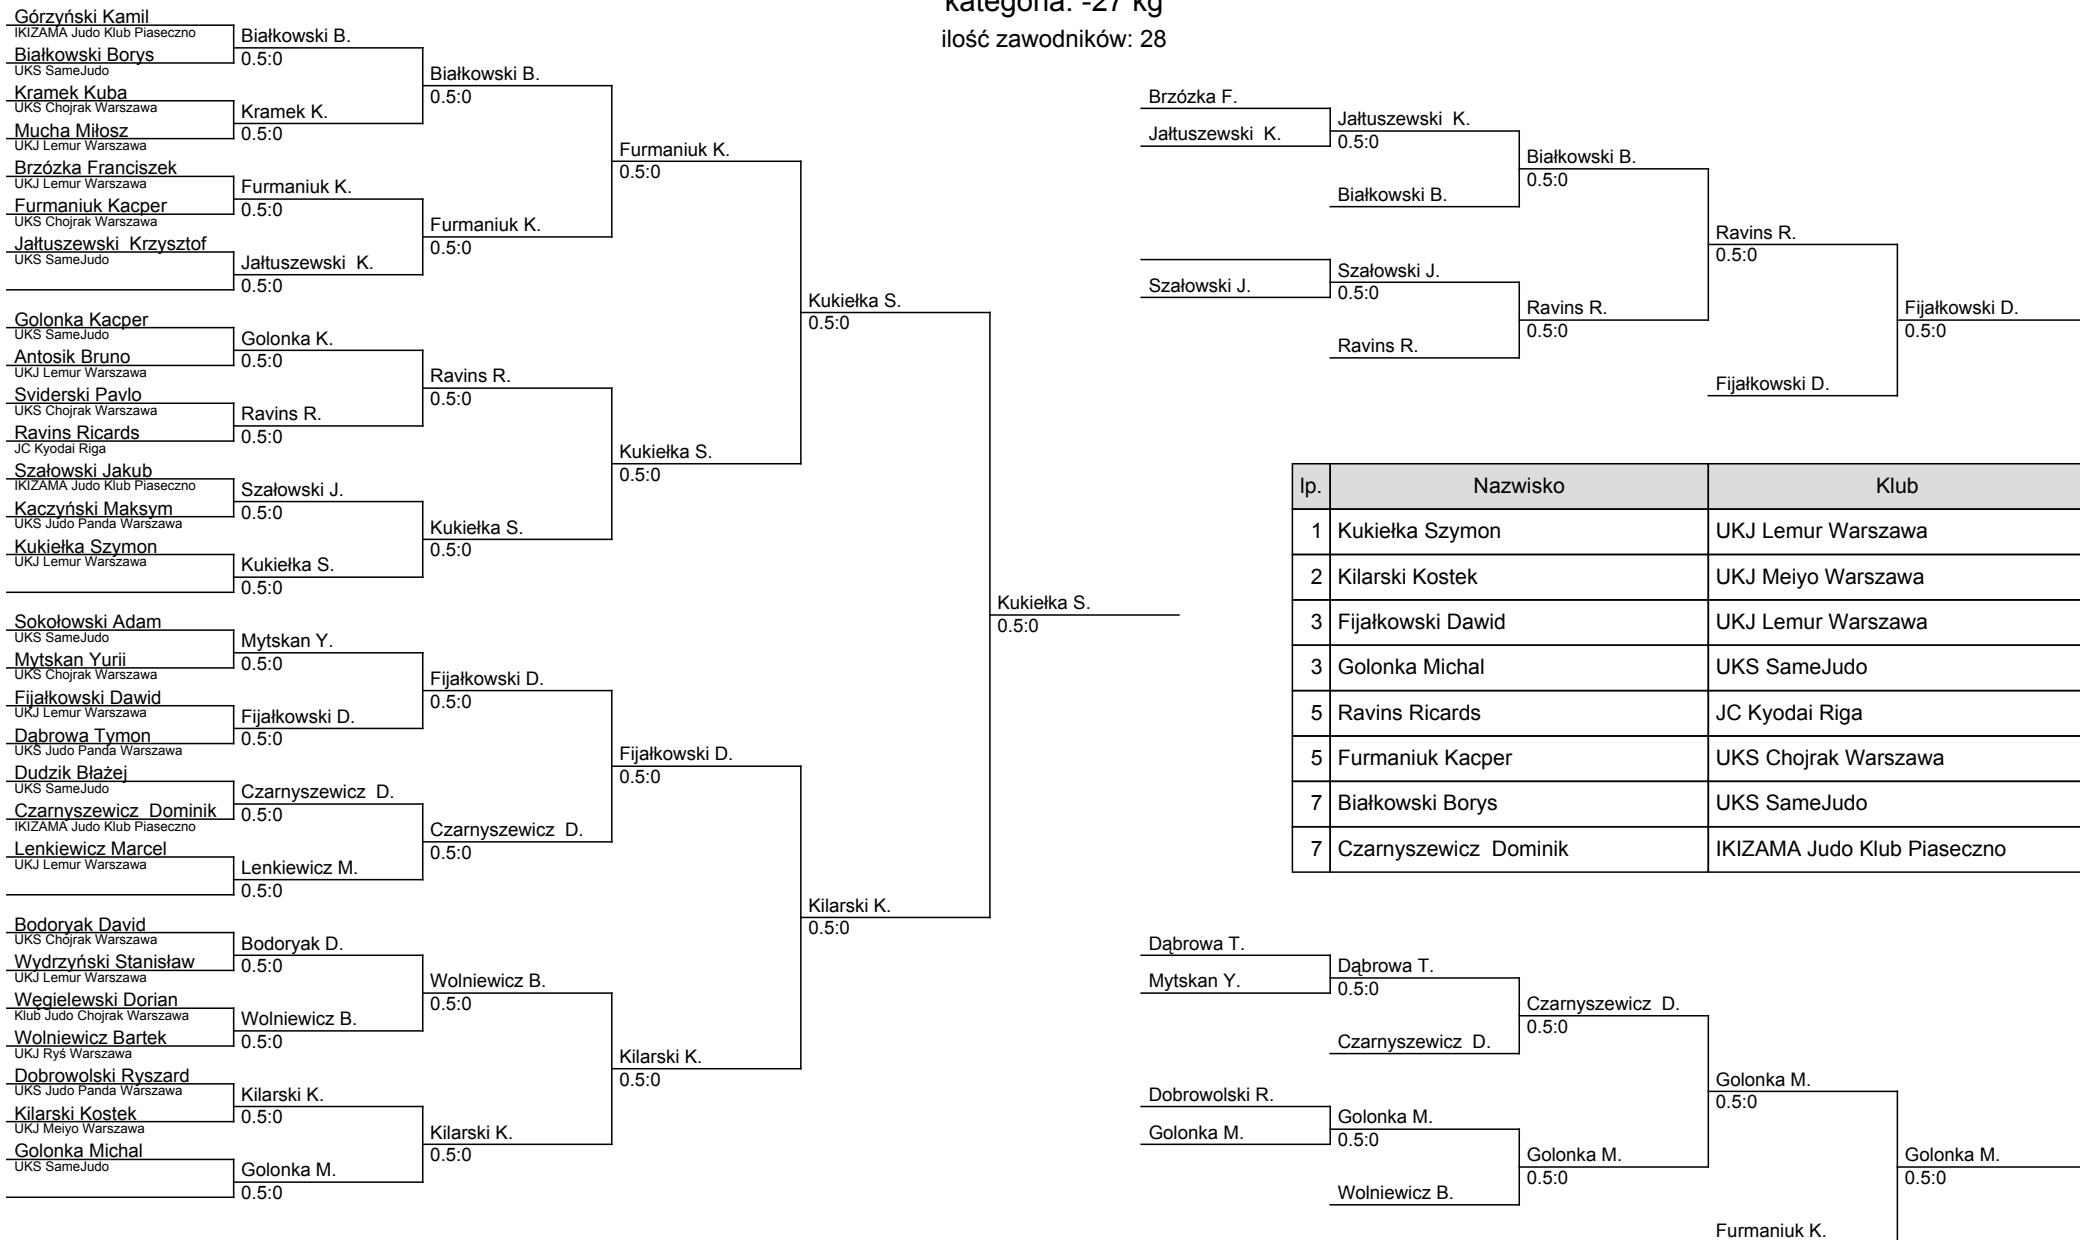 kategoria: -27 kg
ilość zawodników: 28
Górzyński Kamil
IKIZAMA Judo Klub Piaseczno
Białkowski Borys
UKS SameJudo
Kramek Kuba
UKS Chojrak Warszawa
Mucha Miłosz
UKJ Lemur Warszawa
Brzózka Franciszek
UKJ Lemur Warszawa
Furmaniuk Kacper
UKS Chojrak Warszawa
Jałtuszewski  Krzysztof
UKS SameJudo
Golonka Kacper
UKS SameJudo
Antosik Bruno
UKJ Lemur Warszawa
Sviderski Pavlo
UKS Chojrak Warszawa
Ravins Ricards
JC Kyodai Riga
Szałowski Jakub
IKIZAMA Judo Klub Piaseczno
Kaczyński Maksym
UKS Judo Panda Warszawa
Kukiełka Szymon
UKJ Lemur Warszawa
Sokołowski Adam
UKS SameJudo
Mytskan Yurii
UKS Chojrak Warszawa
Fijałkowski Dawid
UKJ Lemur Warszawa
Dąbrowa Tymon
UKS Judo Panda Warszawa
Dudzik Błażej
UKS SameJudo
Czarnyszewicz  Dominik
IKIZAMA Judo Klub Piaseczno
Lenkiewicz Marcel
UKJ Lemur Warszawa
Bodoryak David
UKS Chojrak Warszawa
Wydrzyński Stanisław
UKJ Lemur Warszawa
Węgielewski Dorian
Klub Judo Chojrak Warszawa
Wolniewicz Bartek
UKJ Ryś Warszawa
Dobrowolski Ryszard
UKS Judo Panda Warszawa
Kilarski Kostek
UKJ Meiyo Warszawa
Golonka Michal
UKS SameJudo
Białkowski B.
0.5:0
Kramek K.
0.5:0
Furmaniuk K.
0.5:0
Jałtuszewski  K.
0.5:0
Golonka K.
0.5:0
Ravins R.
0.5:0
Szałowski J.
0.5:0
Kukiełka S.
0.5:0
Mytskan Y.
0.5:0
Fijałkowski D.
0.5:0
Czarnyszewicz  D.
0.5:0
Lenkiewicz M.
0.5:0
Bodoryak D.
0.5:0
Wolniewicz B.
0.5:0
Kilarski K.
0.5:0
Golonka M.
0.5:0
Białkowski B.
0.5:0
Furmaniuk K.
0.5:0
Ravins R.
0.5:0
Kukiełka S.
0.5:0
Fijałkowski D.
0.5:0
Czarnyszewicz  D.
0.5:0
Wolniewicz B.
0.5:0
Kilarski K.
0.5:0
Furmaniuk K.
0.5:0
Kukiełka S.
0.5:0
Fijałkowski D.
0.5:0
Kilarski K.
0.5:0
Kukiełka S.
0.5:0
Kilarski K.
0.5:0
Kukiełka S.
0.5:0
Brzózka F.
Jałtuszewski  K.
Szałowski J.
Jałtuszewski  K.
0.5:0
Białkowski B.
Szałowski J.
0.5:0
Ravins R.
Białkowski B.
0.5:0
Ravins R.
0.5:0
Ravins R.
0.5:0
Fijałkowski D.
Fijałkowski D.
0.5:0
lp. Nazwisko Klub
1 Kukiełka Szymon UKJ Lemur Warszawa
2 Kilarski Kostek UKJ Meiyo Warszawa
3 Fijałkowski Dawid UKJ Lemur Warszawa
3 Golonka Michal UKS SameJudo
5 Ravins Ricards JC Kyodai Riga
5 Furmaniuk Kacper UKS Chojrak Warszawa
7 Białkowski Borys UKS SameJudo
7 Czarnyszewicz  Dominik IKIZAMA Judo Klub Piaseczno
Dąbrowa T.
Mytskan Y.
Dobrowolski R.
Golonka M.
Dąbrowa T.
0.5:0
Czarnyszewicz  D.
Golonka M.
0.5:0
Wolniewicz B.
Czarnyszewicz  D.
0.5:0
Golonka M.
0.5:0
Golonka M.
0.5:0
Furmaniuk K.
Golonka M.
0.5:0